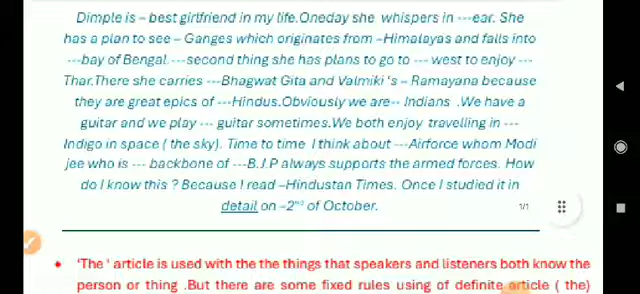 Dimple is – best girlfriend in my life.Oneday she whispers in ---ear. She
has a plan to see – Ganges which originates from –Himalayas and falls into
---bay of Bengal.---second thing she has plans to go to --- west to enjoy ---
Thar.There she carries ---Bhagwat Gita and Valmiki 's – Ramayana because
they are great epics of ---Hindus.Obviously we are-- Indians .We have a
guitar and we play --- guitar sometimes.We both enjoy travelling in ---
Indigo in space ( the sky). Time to time I think about ---Airforce whom Modi
jee who is --- backbone of ---B.J.P always supports the armed forces. How
do I know this ? Because I read –Hindustan Times. Once I studied it in
detail on –2nd of October.
1/1
• 'The ' article is used with the the things that speakers and listeners both know the
person or thing .But there are some fixed rules using of definite article ( the)